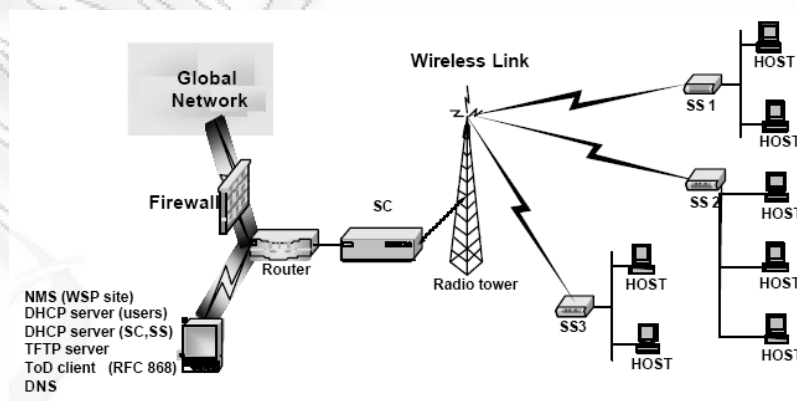 Global
Network
Wireless Link
Firewall
SC
Router
Radio tower
SS 1
SS 2
SS3
HOST
HOST
HOST
HOST
HOST
HOST
HOST
NMS (WSP site)
DHCP server (users)
DHCP server (SC,SS)
TFTP server
ToD client (RFC 868)
DNS